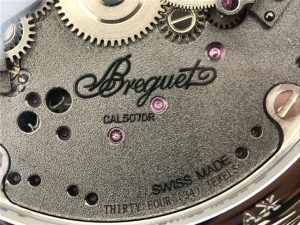 Breguet
CAL507DR
SWISS MADE
THIRTY FOUR (34) JEWELS